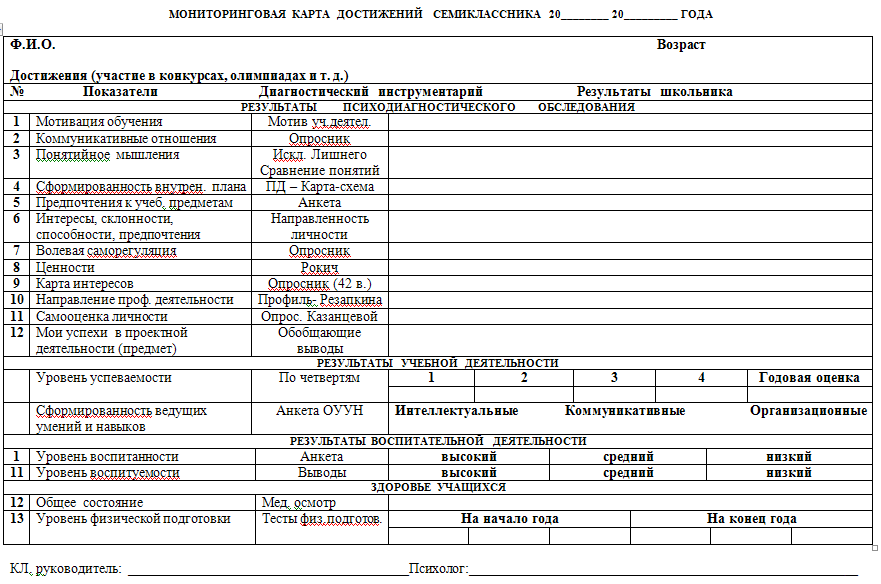 МОНИТОРИНГОВАЯ КАРТА ДОСТИЖЕНИЙ СЕМИКЛАССНИКА 20________ 20_________ ГОДА
Ф.И.О. Возраст
Достижения (участие в конкурсах, олимпиадах и т. д.)
№ Показатели Диагностический инструментарий Результаты школьника
РЕЗУЛЬТАТЫ ПСИХОДИАГНОСТИЧЕСКОГО ОБСЛЕДОВАНИЯ
1 Мотивация обучения Мотив уч.деятел.
2 Коммуникативные отношения Опросник
3 Понятийное мышления Искл. Лишнего
Сравнение понятий
4 Сформированность внутрен. плана ПД – Карта-схема
5 Предпочтения к учеб. предметам Анкета
6 Интересы, склонности, Направленность
способности, предпочтения личности
7 Волевая саморегуляция Опросник
8 Ценности Рокич
9 Карта интересов Опросник (42 в.)
10 Направление проф. деятельности Профиль- Резапкина
11 Самооценка личности Опрос. Казанцевой
12 Мои успехи в проектной Обобщающие
деятельности (предмет) выводы
РЕЗУЛЬТАТЫ УЧЕБНОЙ ДЕЯТЕЛЬНОСТИ
Уровень успеваемости По четвертям 1 2 3 4 Годовая оценка
Сформированность ведущих Анкета ОУУН Интеллектуальные Коммуникативные Организационные
умений и навыков
РЕЗУЛЬТАТЫ ВОСПИТАТЕЛЬНОЙ ДЕЯТЕЛЬНОСТИ
1 Уровень воспитанности Анкета высокий средний низкий
11 Уровень воспитуемости Выводы высокий средний низкий
ЗДОРОВЬЕ УЧАЩИХСЯ
12 Общее состояние Мед. осмотр
13 Уровень физической подготовки Тесты физ.подготов. На начало года На конец года
КЛ. руководитель: ________________________________________Психолог:________________________________________________________